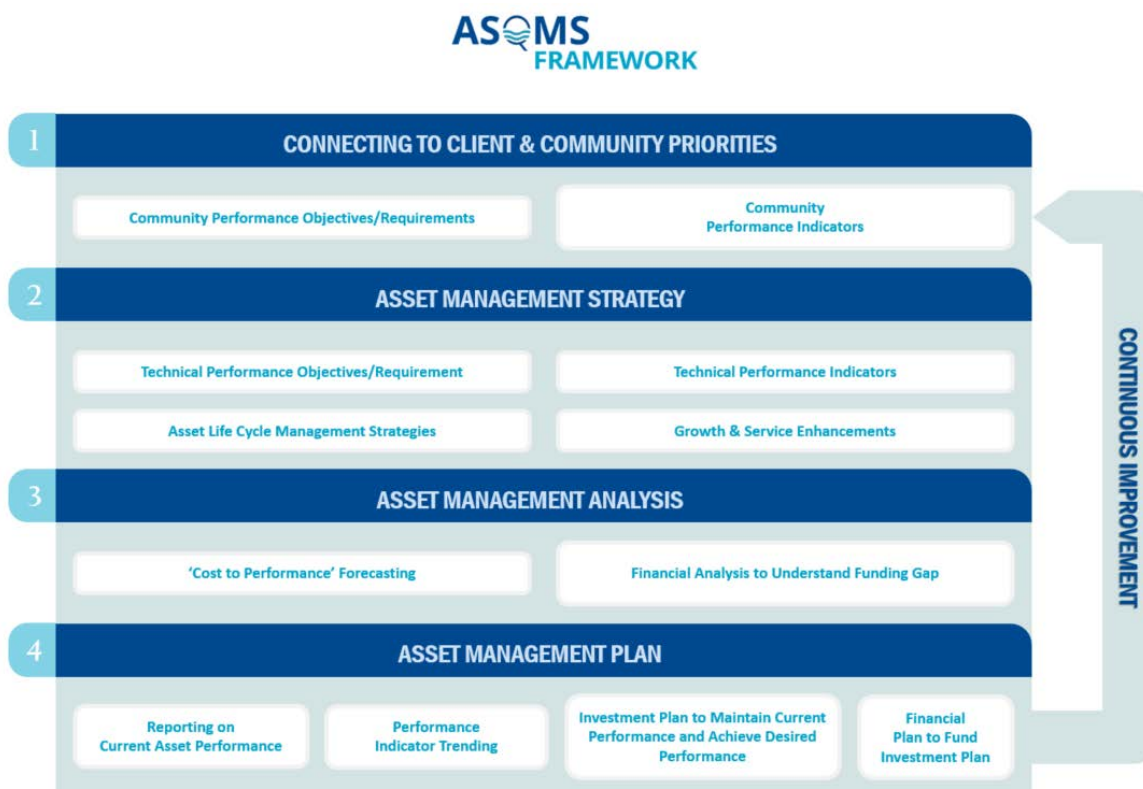 ASQMS
FRAMEWORK
1
CONNECTING TO CLIENT & COMMUNITY PRIORITIES
Community Performance Objectives/Requirements
Community
Performance Indicators
2
ASSET MANAGEMENT STRATEGY
Technical Performance Objectives/Requirement
Technical Performance Indicators
Asset Life Cycle Management Strategies
Growth & Service Enhancements
3
ASSET MANAGEMENT ANALYSIS
‘Cost to Performance’ Forecasting
Financial Analysis to Understand Funding Gap
4
ASSET MANAGEMENT PLAN
Reporting on
Current Asset Performance
Performance
Indicator Trending
Investment Plan to Maintain Current
Performance and Achieve Desired
Performance
Financial
Plan to Fund
Investment Plan
CONTINUOUS IMPROVEMENT